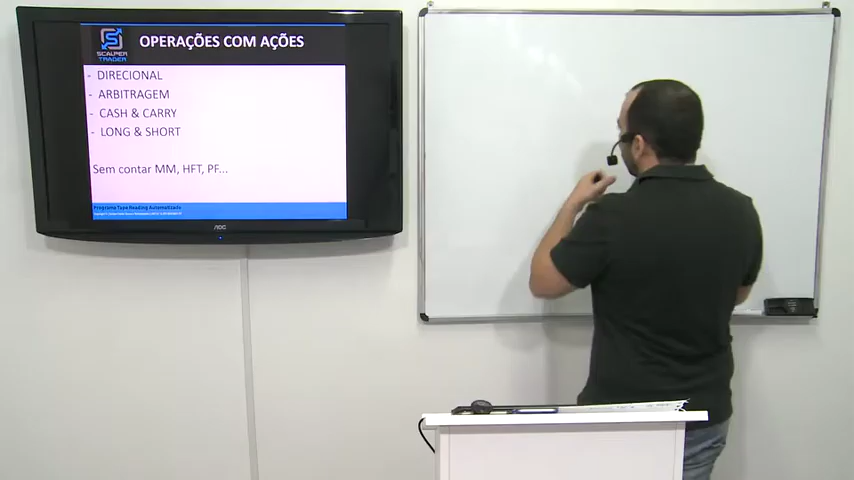 SCALPER
TRADER
OPERAÇÕES COM AÇÕES
- DIRECIONAL
- ARBITRAGEM
- CASH & CARRY
- LONG & SHORT
Sem contar MM, HFT, PF...
Programa Tape Reading Automatizado
AOC